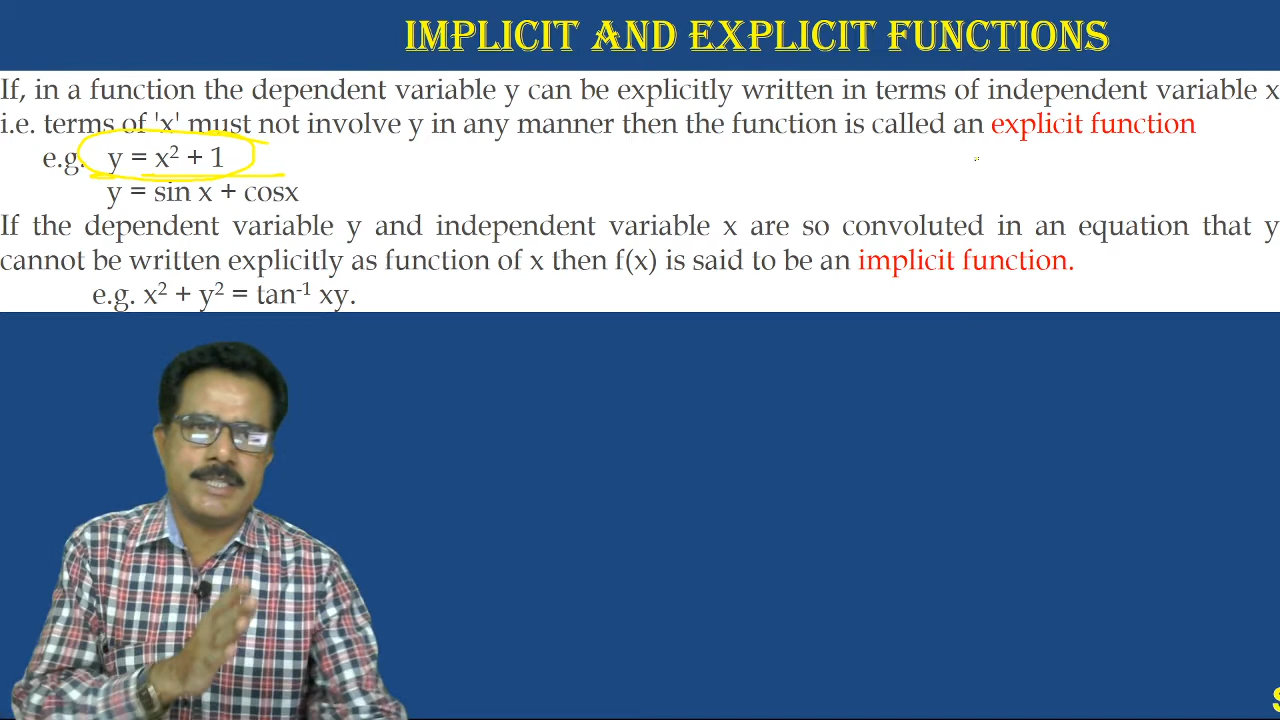 IMPLICIT AND EXPLICIT FUNCTIONS
If, in a function the dependent variable y can be explicitly written in terms of independent variable x
i.e. terms of 'x' must not involve y in any manner then the function is called an explicit function
e.g. y = x² + 1
y = sin x + cosx
If the dependent variable y and independent variable x are so convoluted in an equation that y
cannot be written explicitly as function of x then f(x) is said to be an implicit function.
e.g. x² + y² = tan⁻¹ xy.